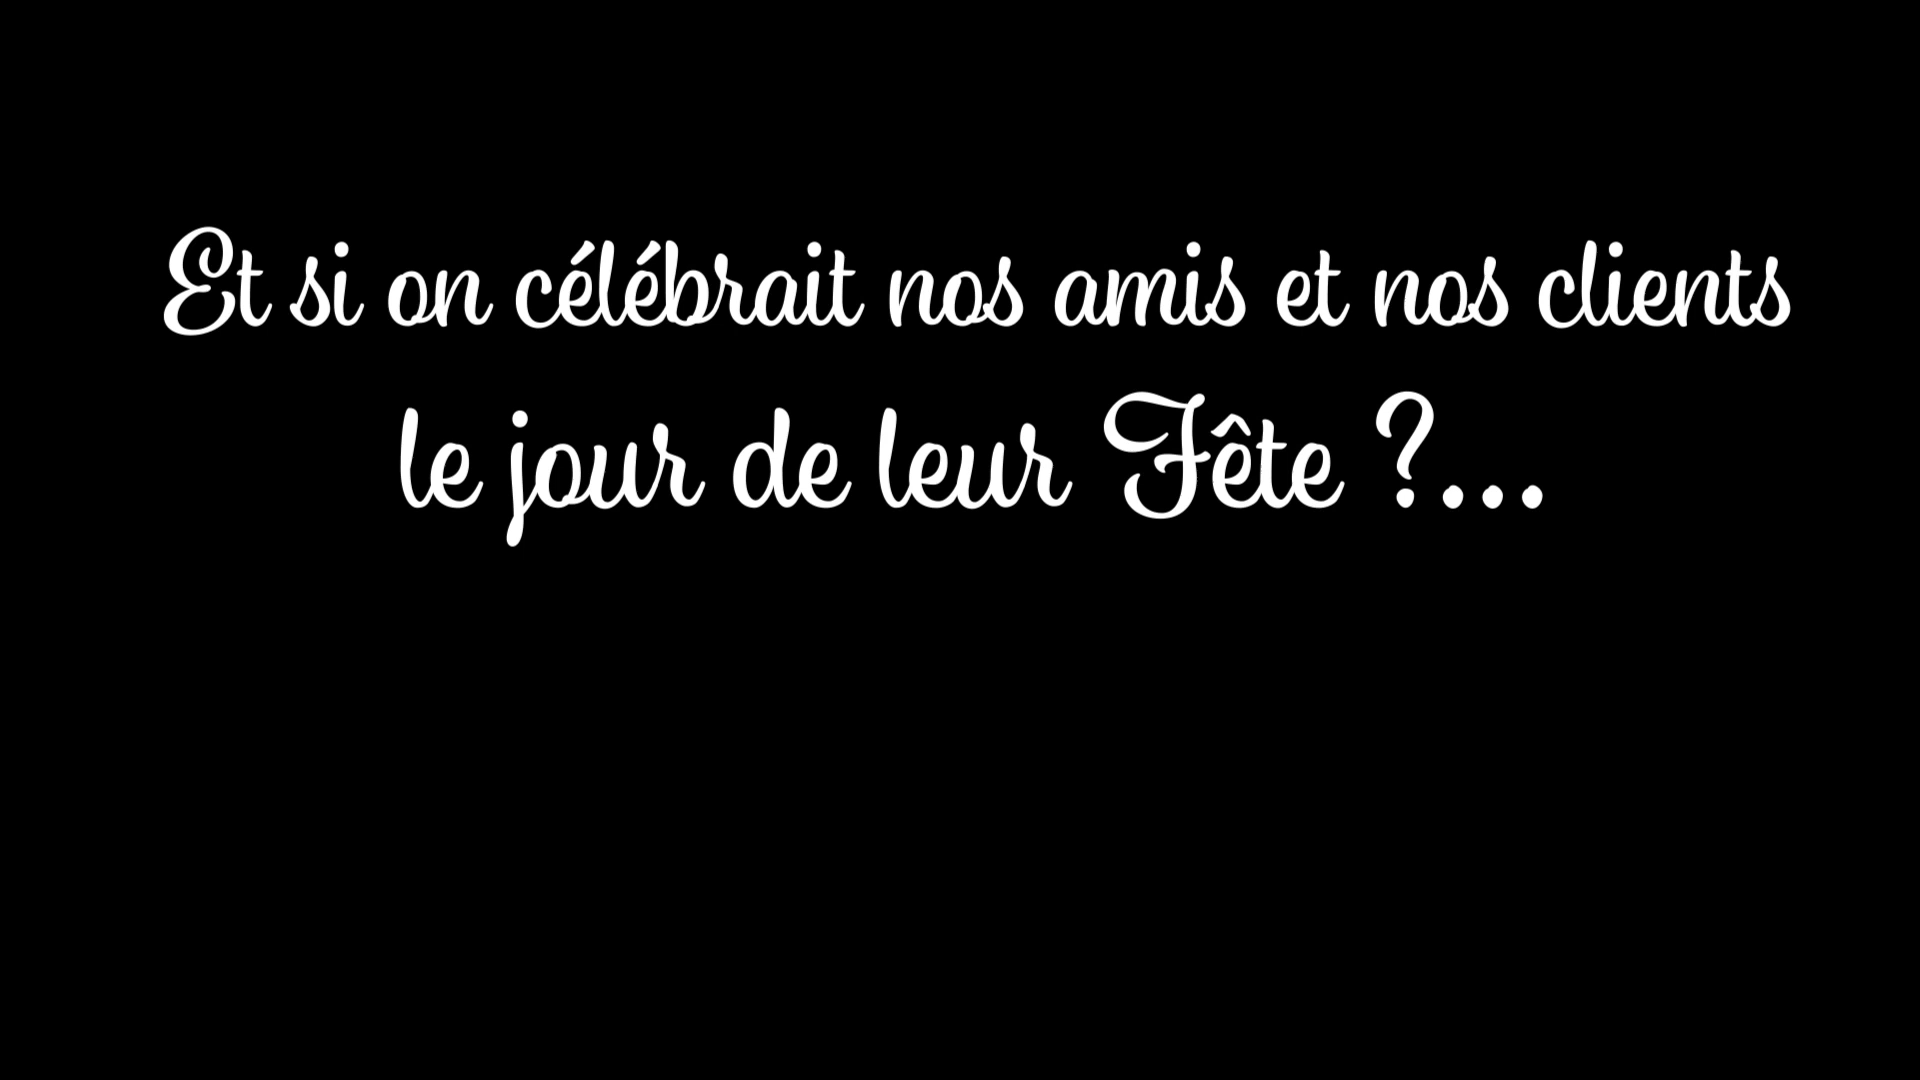 Et si on célébrait nos amis et nos clients
le jour de leur Fête ?...